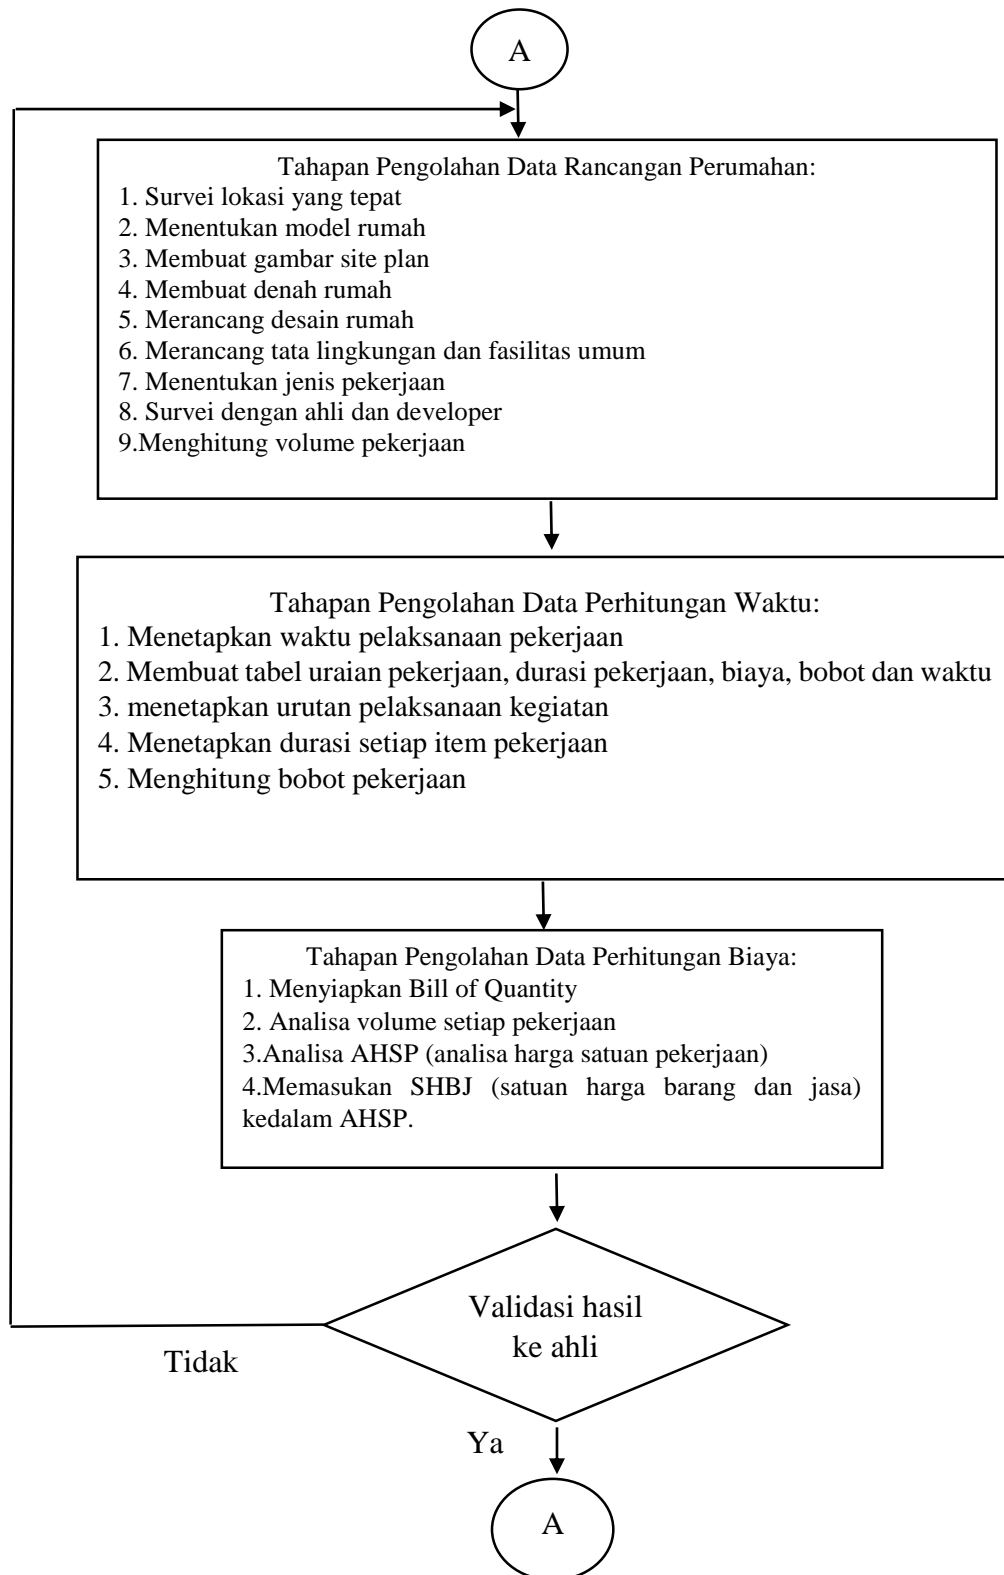 A
Tahapan Pengolahan Data Rancangan Perumahan:
1. Survei lokasi yang tepat
2. Menentukan model rumah
3. Membuat gambar site plan
4. Membuat denah rumah
5. Merancang desain rumah
6. Merancang tata lingkungan dan fasilitas umum
7. Menentukan jenis pekerjaan
8. Survei dengan ahli dan developer
9.Menghitung volume pekerjaan
Tahapan Pengolahan Data Perhitungan Waktu:
1. Menetapkan waktu pelaksanaan pekerjaan
2. Membuat tabel uraian pekerjaan, durasi pekerjaan, biaya, bobot dan waktu
3. menetapkan urutan pelaksanaan kegiatan
4. Menetapkan durasi setiap item pekerjaan
5. Menghitung bobot pekerjaan
Tahapan Pengolahan Data Perhitungan Biaya:
1. Menyiapkan Bill of Quantity
2. Analisa volume setiap pekerjaan
3.Analisa AHSP (analisa harga satuan pekerjaan)
4.Memasukan SHBJ (satuan harga barang dan jasa)
kedalam AHSP.
Validasi hasil
ke ahli
Tidak
Ya
A